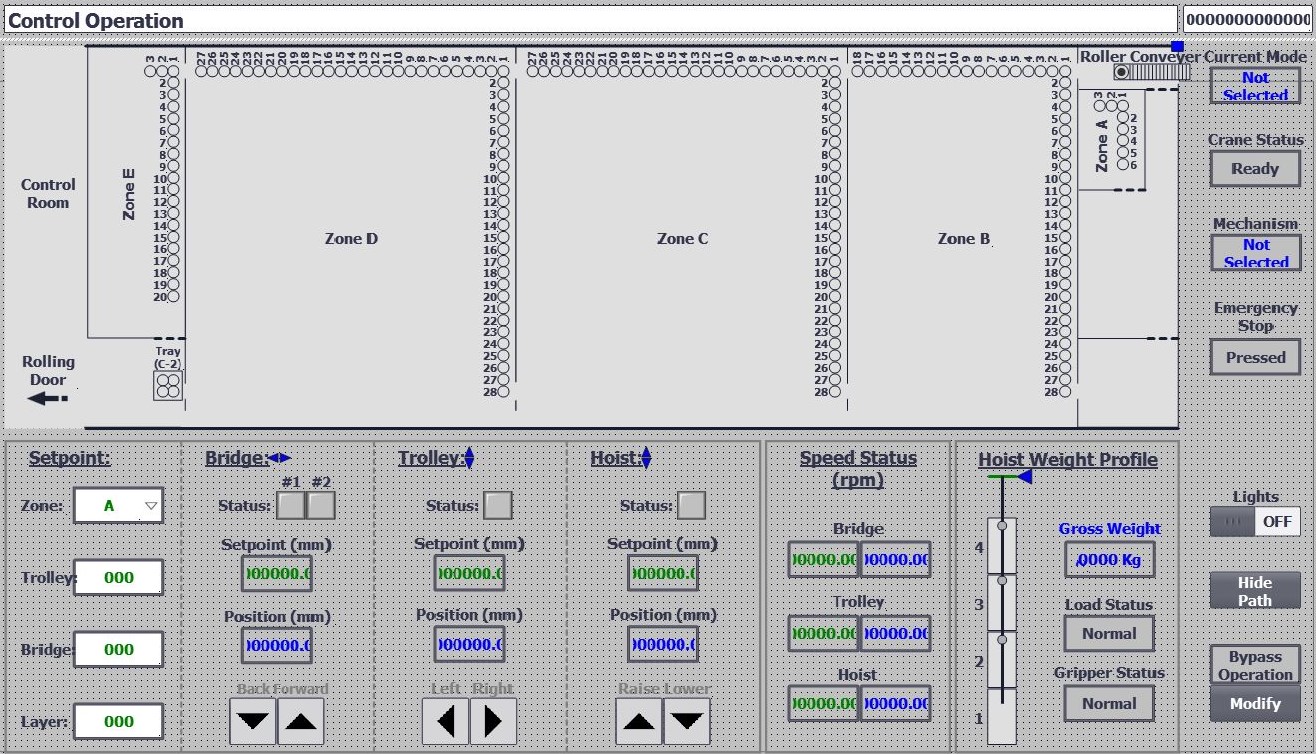 Control Operation
0000000000000
Roller Conveyer
Current Mode
Not
Selected
3 2 1
27 26 25 24 23 22 21 20 19 18 17 16 15 14 13 12 11 10 9 8 7 6 5 4 3 2 1
27 26 25 24 23 22 21 20 19 18 17 16 15 14 13 12 11 10 9 8 7 6 5 4 3 2 1
18 17 16 15 14 13 12 11 10 9 8 7 6 5 4 3 2 1
3 2 1
2
3
4
5
6
Zone A
Crane Status
Ready
Mechanism
Not
Selected
Emergency
Stop
Pressed
Control
Room
Zone E
2
3
4
5
6
7
8
9
10
11
12
13
14
15
16
17
18
19
20
Zone D
2
3
4
5
6
7
8
9
10
11
12
13
14
15
16
17
18
19
20
21
22
23
24
25
26
27
28
Zone C
2
3
4
5
6
7
8
9
10
11
12
13
14
15
16
17
18
19
20
21
22
23
24
25
26
27
28
Zone B
2
3
4
5
6
7
8
9
10
11
12
13
14
15
16
17
18
19
20
21
22
23
24
25
26
27
28
Tray
(C-2)
Rolling
Door
Setpoint:
Zone: A
Trolley: 000
Bridge: 000
Layer: 000
Bridge:
#1 #2
Status:
Setpoint (mm)
000000.0
Position (mm)
000000.0
Back Forward
Trolley:
Status:
Setpoint (mm)
000000.0
Position (mm)
000000.0
Left Right
Hoist:
Status:
Setpoint (mm)
000000.0
Position (mm)
000000.0
Raise Lower
Speed Status
(rpm)
Bridge
00000.00 00000.00
Trolley
00000.00 00000.00
Hoist
00000.00 00000.00
Hoist Weight Profile
4
3
2
1
Gross Weight
0000 Kg
Load Status
Normal
Gripper Status
Normal
Lights
OFF
Hide
Path
Bypass
Operation
Modify